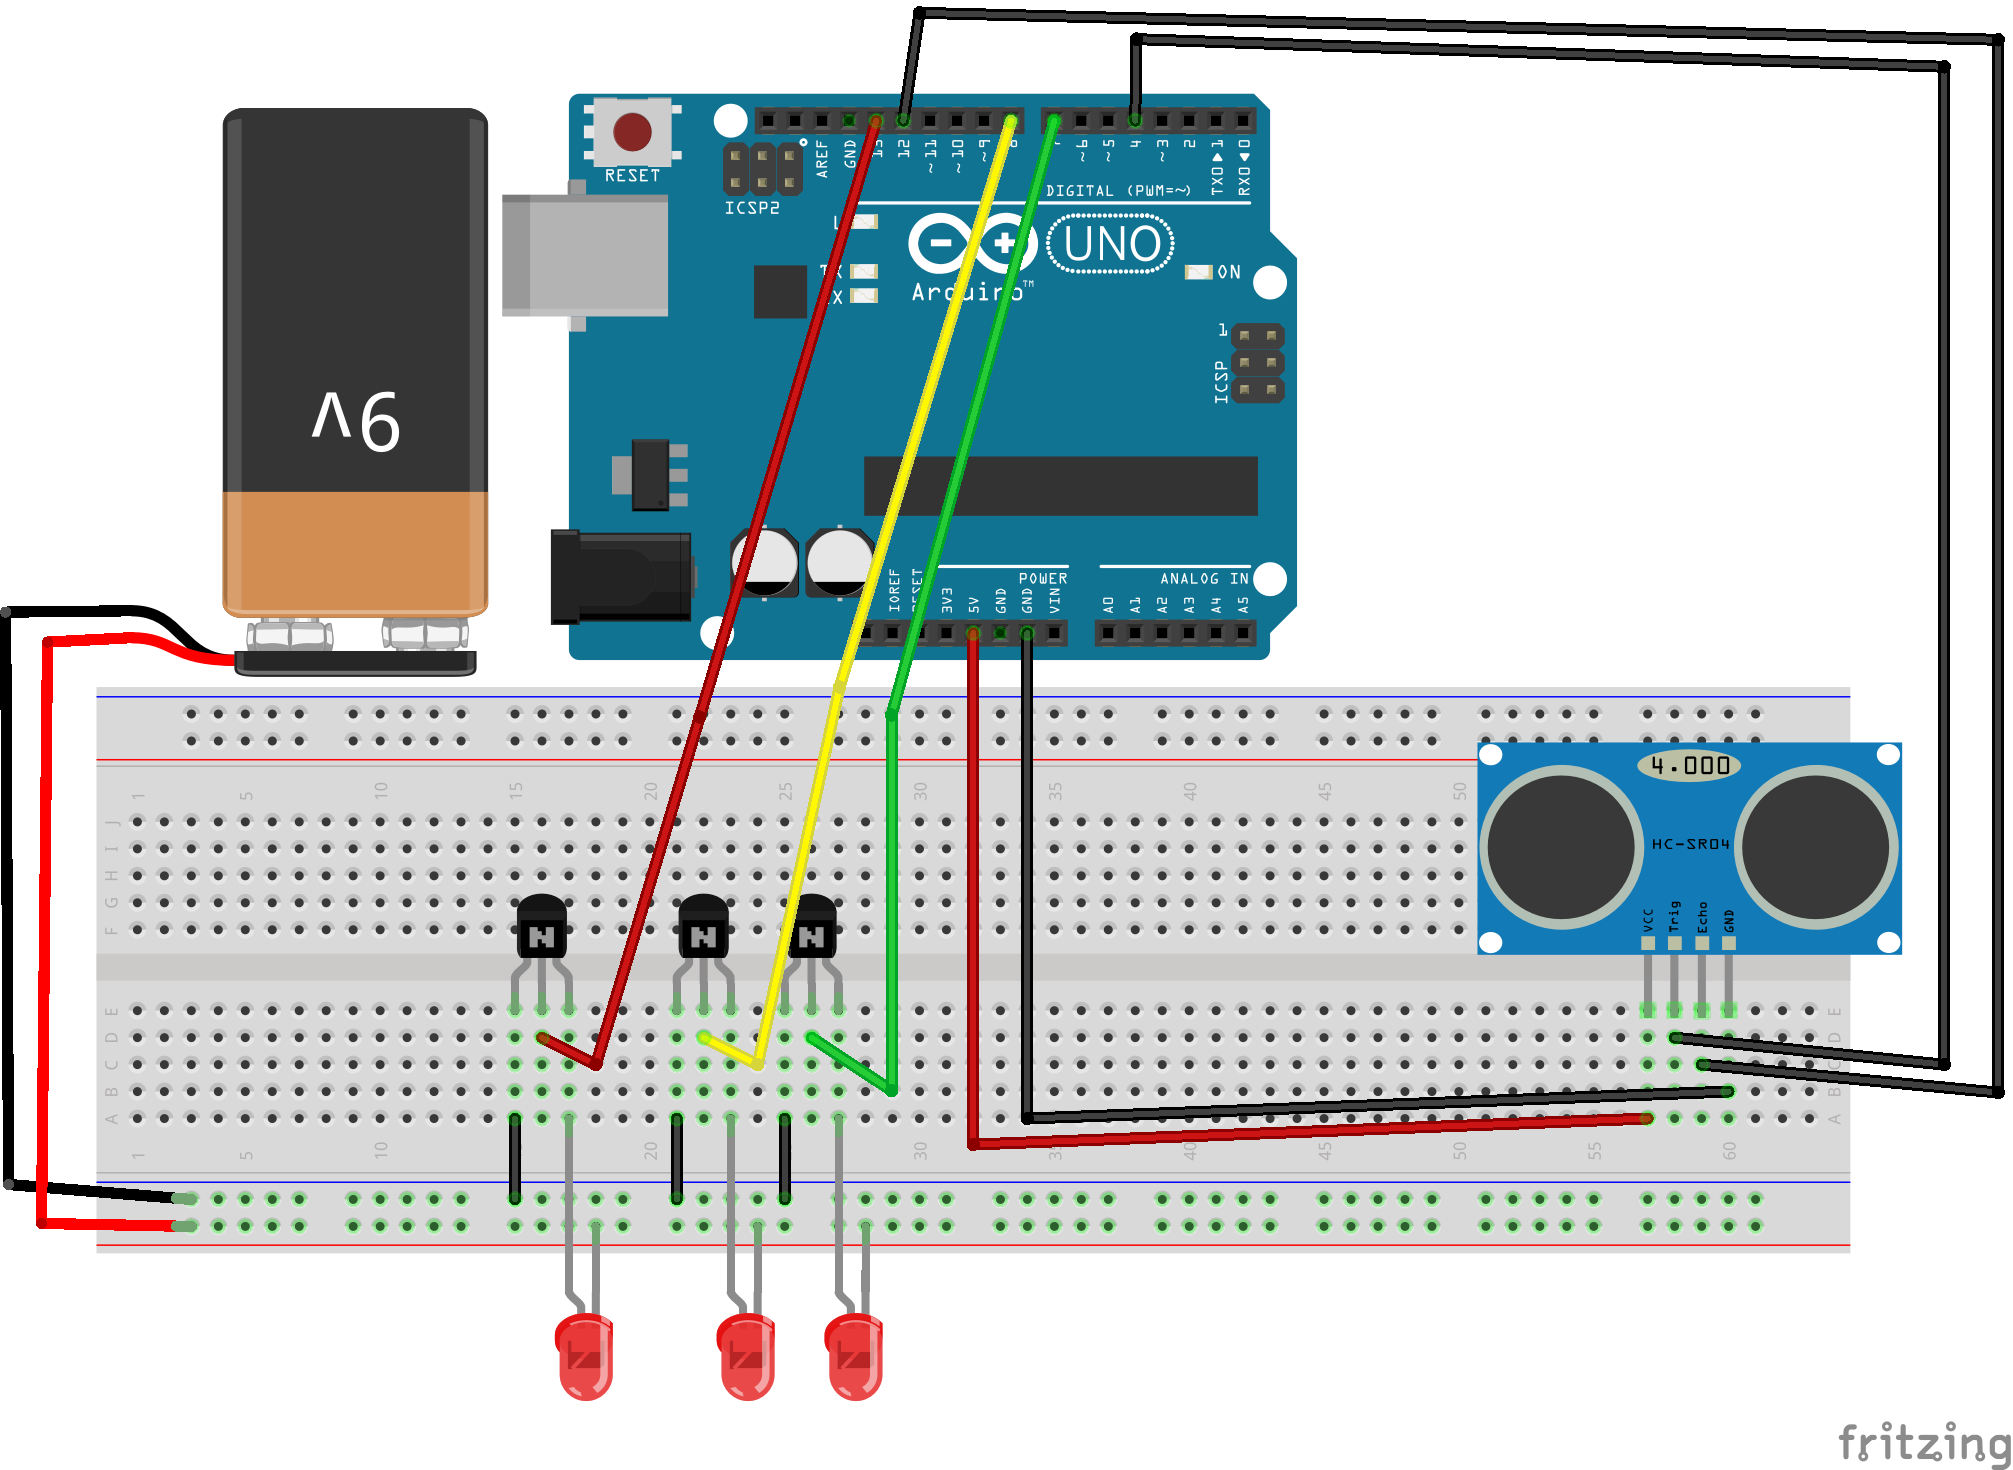 9V
RESET
ICSP2
AREF
GND
13
12
~11
~10
~9
8
7
~6
~5
4
~3
2
TX0▶1
RX0◀0
DIGITAL (PWM=~)
L
TX
RX
Arduino™
UNO
ON
1
ICSP
IOREF
RESET
3V3
5V
GND
GND
VIN
POWER
A0
A1
A2
A3
A4
A5
ANALOG IN
1 5 10 15 20 25 30 35 40 45 50
J
I
H
G
F
N N N
4.000
HC-SR04
VCC
Trig
Echo
GND
E E
D D
C C
B B
A A
1 5 10 20 30 35 40 45 50 55 60
fritzing